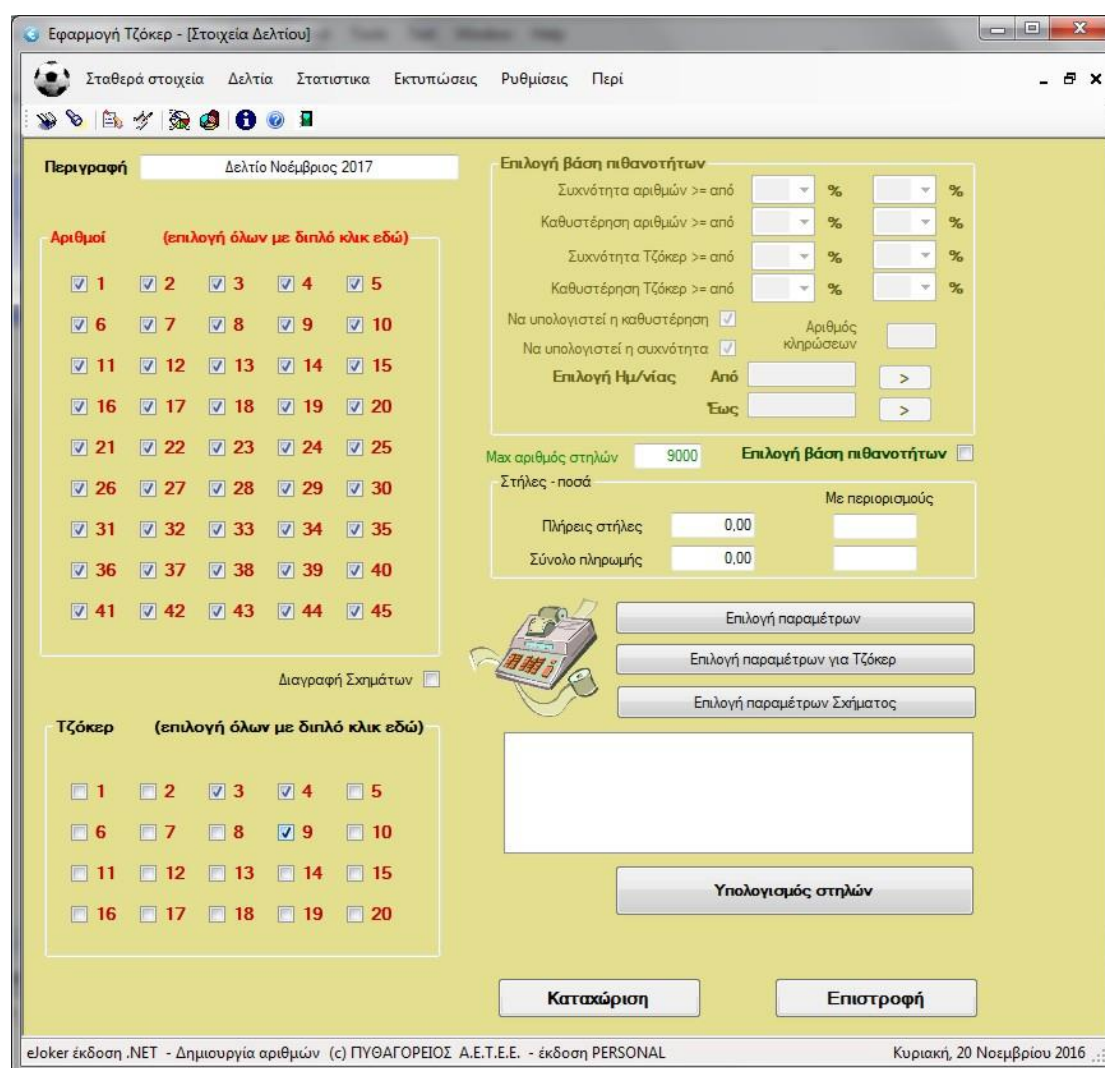 Εφαρμογή Τζόκερ - [Στοιχεία Δελτίου]
Σταθερά στοιχεία Δελτία Στατιστικα Εκτυπώσεις Ρυθμίσεις Περί
Περιγραφή Δελτίο Νοέμβριος 2017
Αριθμοί (επιλογή όλων με διπλό κλικ εδώ)
1 2 3 4 5
6 7 8 9 10
11 12 13 14 15
16 17 18 19 20
21 22 23 24 25
26 27 28 29 30
31 32 33 34 35
36 37 38 39 40
41 42 43 44 45
Διαγραφή Σχημάτων
Τζόκερ (επιλογή όλων με διπλό κλικ εδώ)
1 2 3 4 5
6 7 8 9 10
11 12 13 14 15
16 17 18 19 20
Επιλογή βάση πιθανοτήτων
Συχνότητα αριθμών >= από % %
Καθυστέρηση αριθμών >= από % %
Συχνότητα Τζόκερ >= από % %
Καθυστέρηση Τζόκερ >= από % %
Να υπολογιστεί η καθυστέρηση
Να υπολογιστεί η συχνότητα
Αριθμός
κληρώσεων
Επιλογή Ημ/νίας Από >
Έως >
Max αριθμός στηλών 9000 Επιλογή βάση πιθανοτήτων
Στήλες - ποσά
Με περιορισμούς
Πλήρεις στήλες 0,00
Σύνολο πληρωμής 0,00
Επιλογή παραμέτρων
Επιλογή παραμέτρων για Τζόκερ
Επιλογή παραμέτρων Σχήματος
Υπολογισμός στηλών
Καταχώριση Επιστροφή
eJoker έκδοση .NET - Δημιουργία αριθμών (c) ΠΥΘΑΓΟΡΕΙΟΣ Α.Ε.Τ.Ε.Ε. - έκδοση PERSONAL Κυριακή, 20 Νοεμβρίου 2016